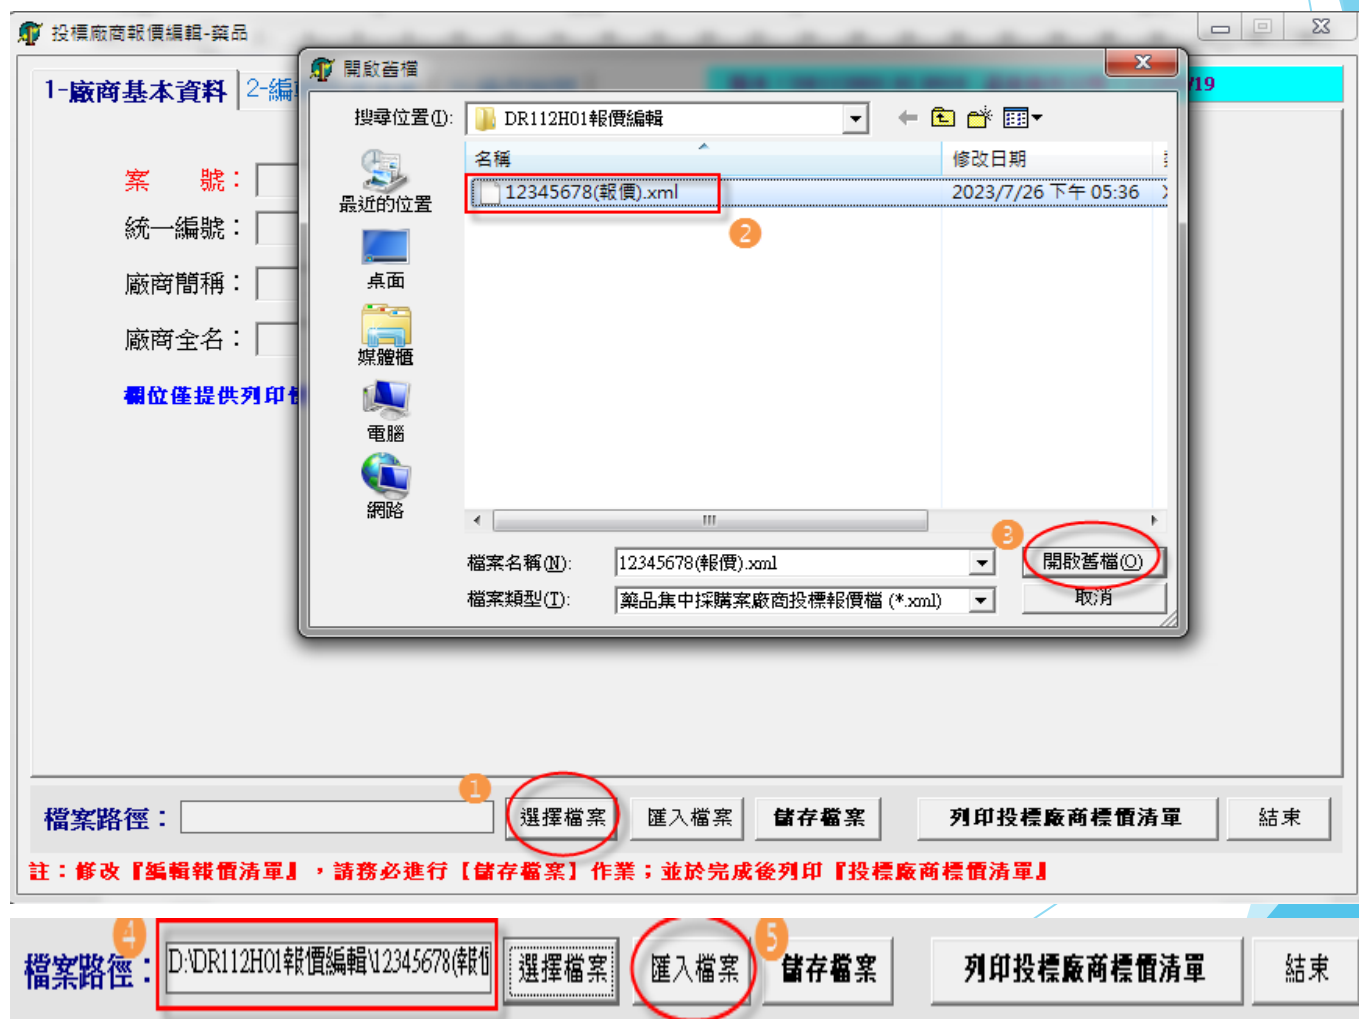 投標廠商報價編輯-藥品
1-廠商基本資料
2-編
/19
開啟舊檔
搜尋位置(I):
DR112H01報價編輯
名稱
修改日期
12345678(報價).xml
2023/7/26 下午 05:36
2
最近的位置
桌面
媒體櫃
電腦
網路
案 號：
統一編號：
廠商簡稱：
廠商全名：
欄位僅提供列印
3
檔案名稱(N):
12345678(報價).xml
開啟舊檔(O)
檔案類型(T):
藥品集中採購案廠商投標報價檔 (*.xml)
取消
1
檔案路徑：
選擇檔案
匯入檔案
儲存檔案
列印投標廠商標價清單
結束
註：修改『編輯報價清單』，請務必進行【儲存檔案】作業；並於完成後列印『投標廠商標價清單』
4
5
檔案路徑：
D:\DR112H01報價編輯\12345678(報價
選擇檔案
匯入檔案
儲存檔案
列印投標廠商標價清單
結束